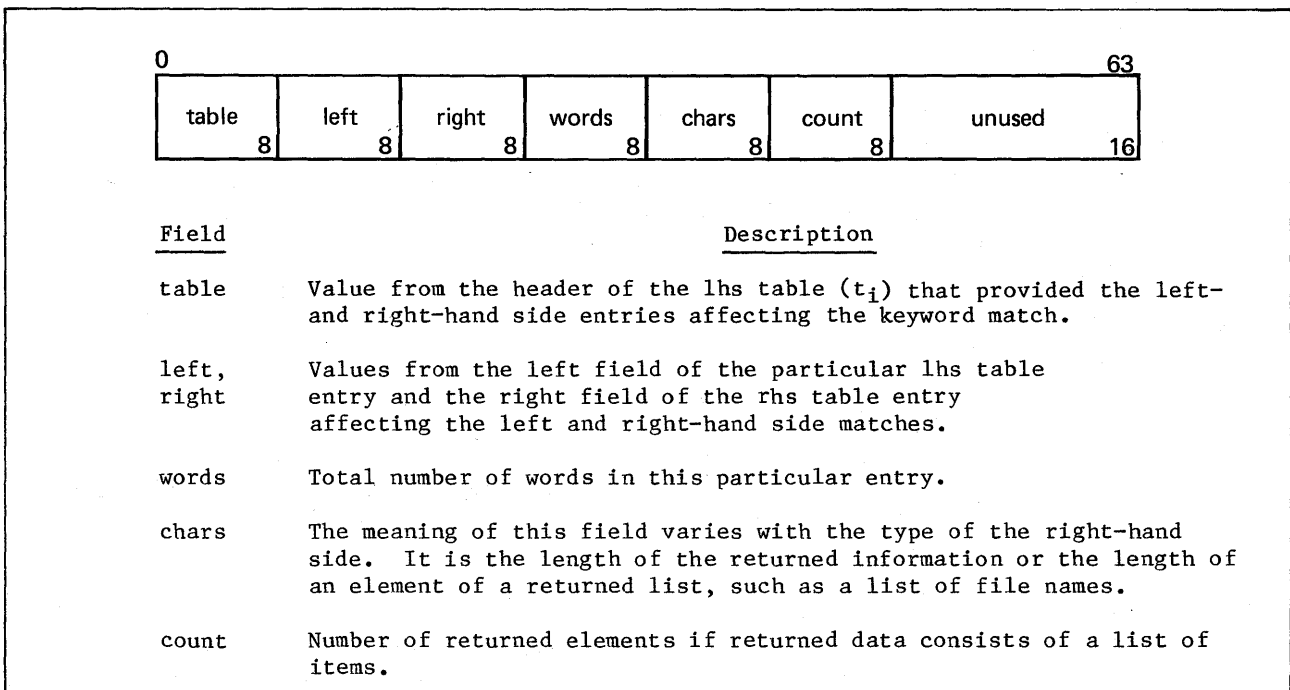 0 63
table left right words chars count unused
8 8 8 8 8 8 16
Field Description
table Value from the header of the lhs table (ti) that provided the left-
and right-hand side entries affecting the keyword match.
left, Values from the left field of the particular lhs table
right entry and the right field of the rhs table entry
affecting the left and right-hand side matches.
words Total number of words in this particular entry.
chars The meaning of this field varies with the type of the right-hand
side. It is the length of the returned information or the length of
an element of a returned list, such as a list of file names.
count Number of returned elements if returned data consists of a list of
items.